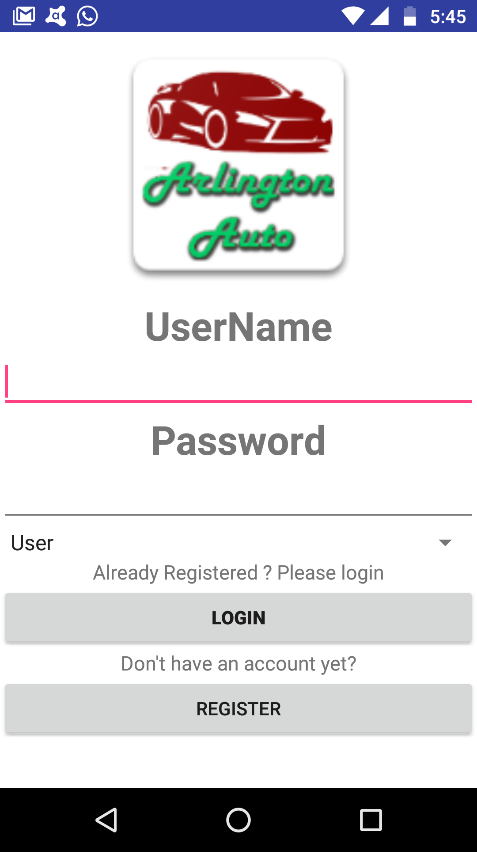 5:45
Arlington
Auto
UserName
Password
User
Already Registered ? Please login
LOGIN
Don't have an account yet?
REGISTER